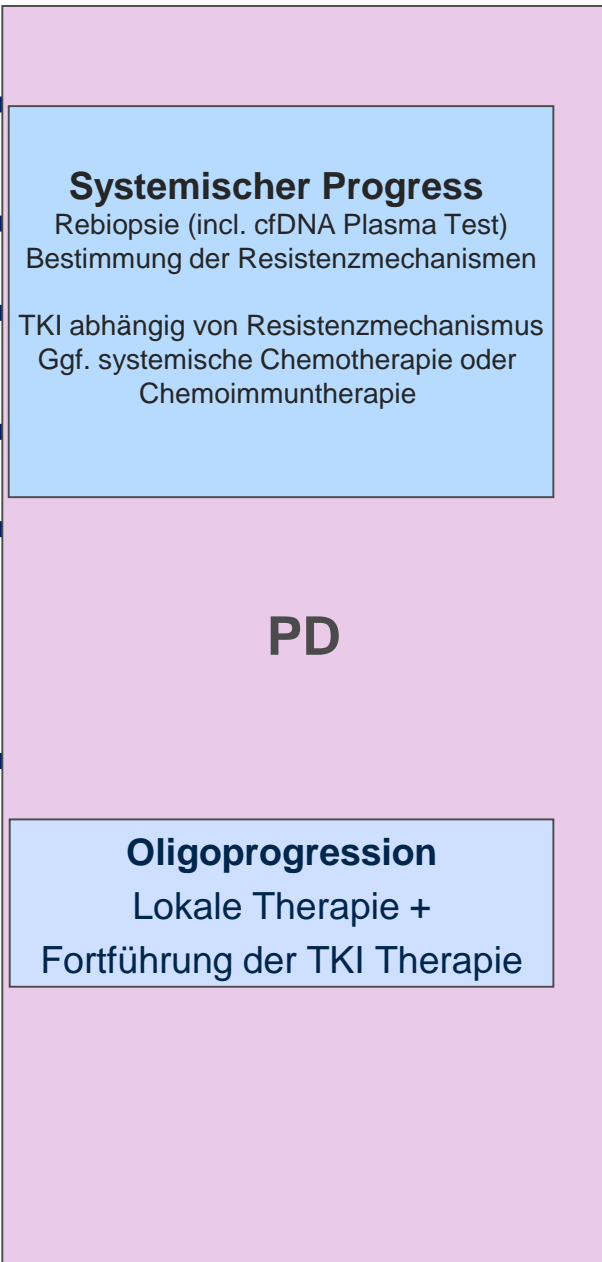 Systemischer Progress
Rebiopsie (incl. cfDNA Plasma Test)
Bestimmung der Resistenzmechanismen
TKI abhängig von Resistenzmechanismus
Ggf. systemische Chemotherapie oder
Chemoimmuntherapie
PD
Oligoprogression
Lokale Therapie +
Fortführung der TKI Therapie